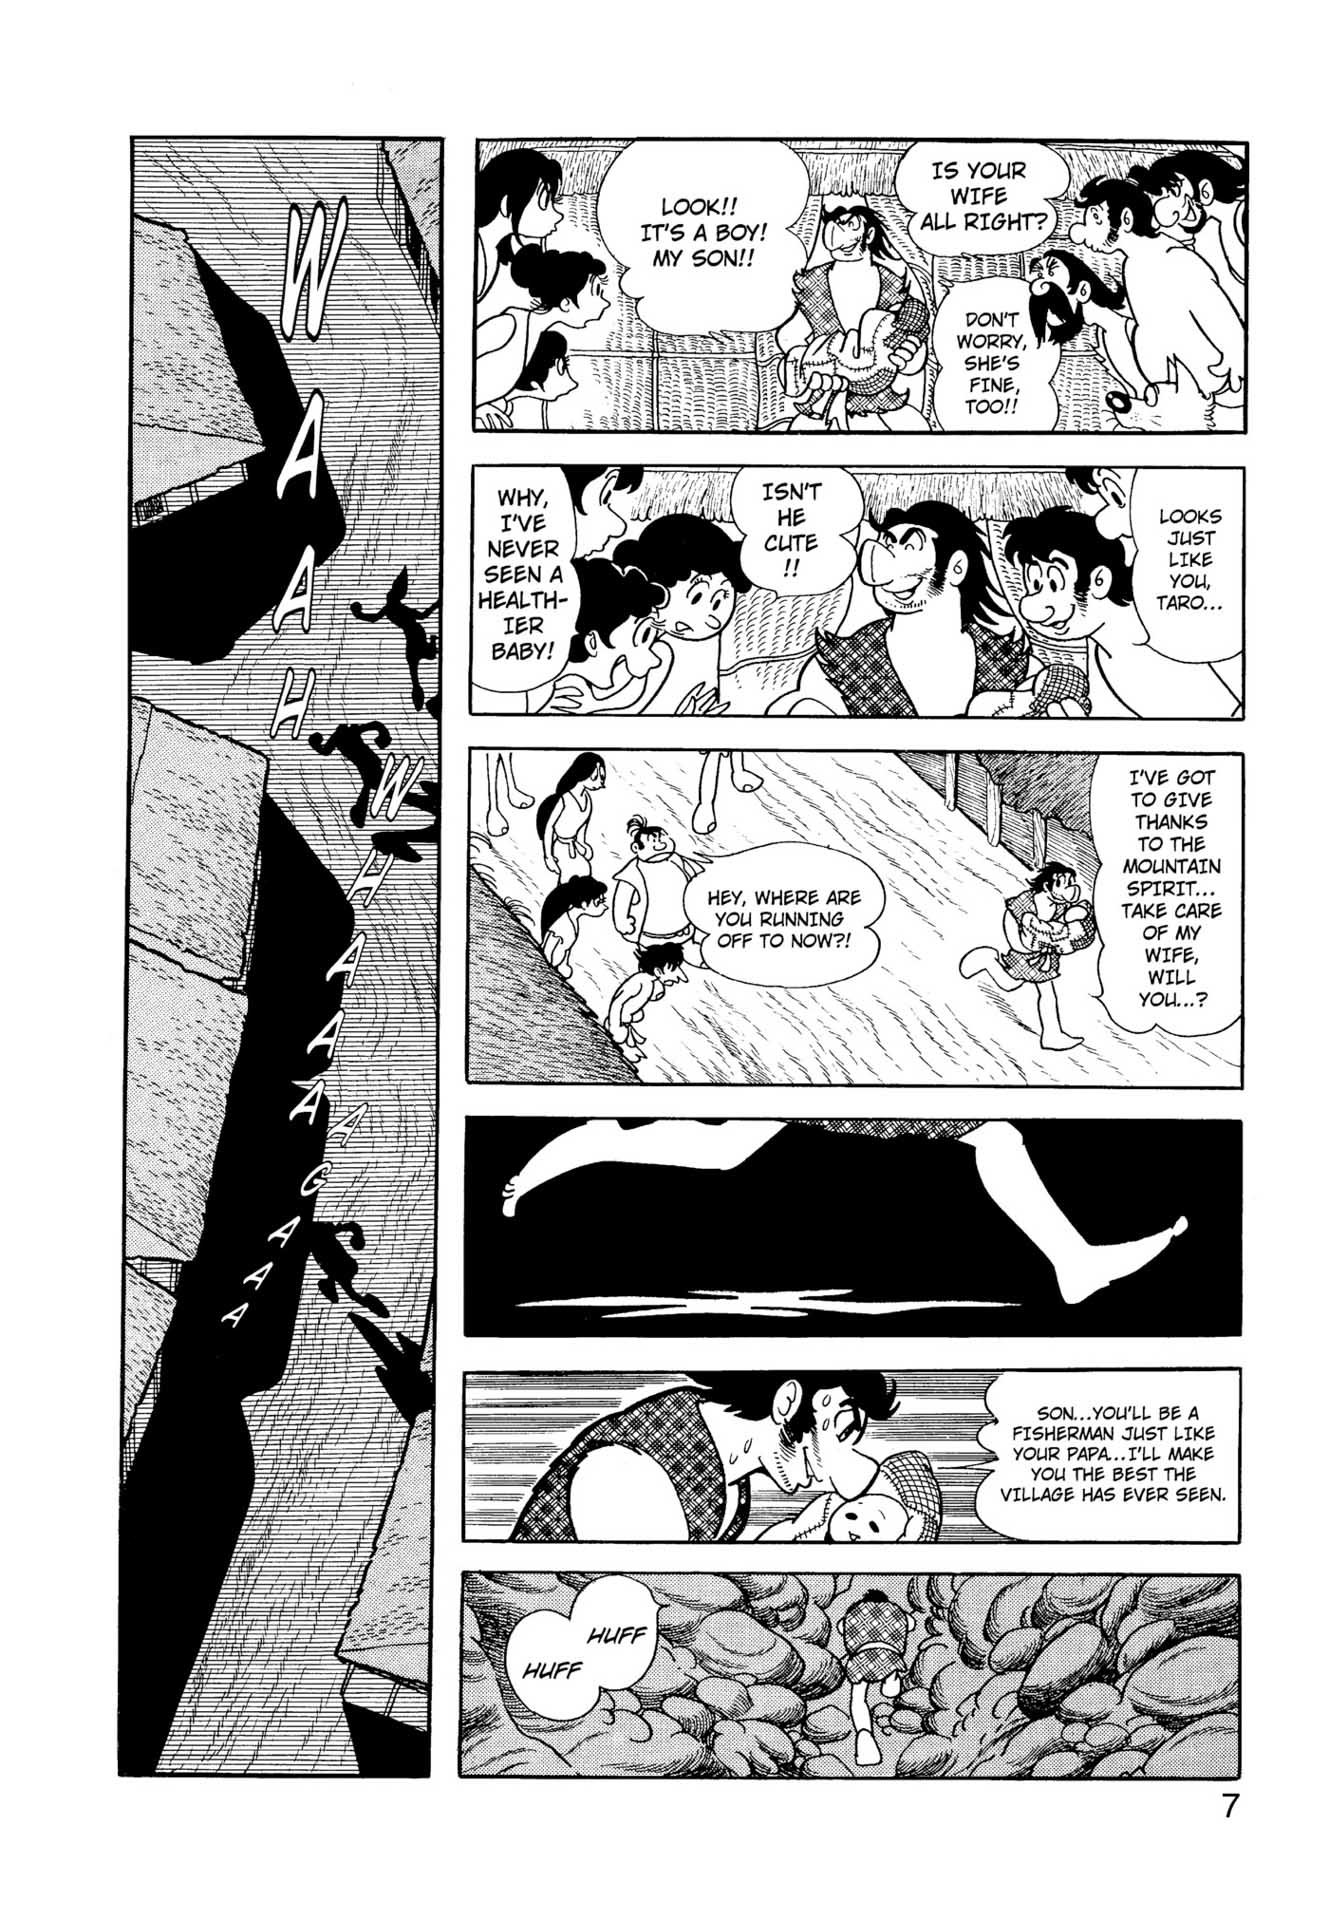 W
A
A
H
W
H
A
A
A
A
A
G
A
A
A
A
LOOK!!
IT'S A BOY!
MY SON!!
IS YOUR
WIFE
ALL RIGHT?
DON'T
WORRY,
SHE'S
FINE,
TOO!!
WHY,
I'VE
NEVER
SEEN A
HEALTH-
IER
BABY!
ISN'T
HE
CUTE
!!
LOOKS
JUST
LIKE
YOU,
TARO...
HEY, WHERE ARE
YOU RUNNING
OFF TO NOW?!
I'VE GOT
TO GIVE
THANKS
TO THE
MOUNTAIN
SPIRIT...
TAKE CARE
OF MY
WIFE,
WILL
YOU...?
SON...YOU'LL BE A
FISHERMAN JUST LIKE
YOUR PAPA...I'LL MAKE
YOU THE BEST THE
VILLAGE HAS EVER SEEN.
HUFF
HUFF
7